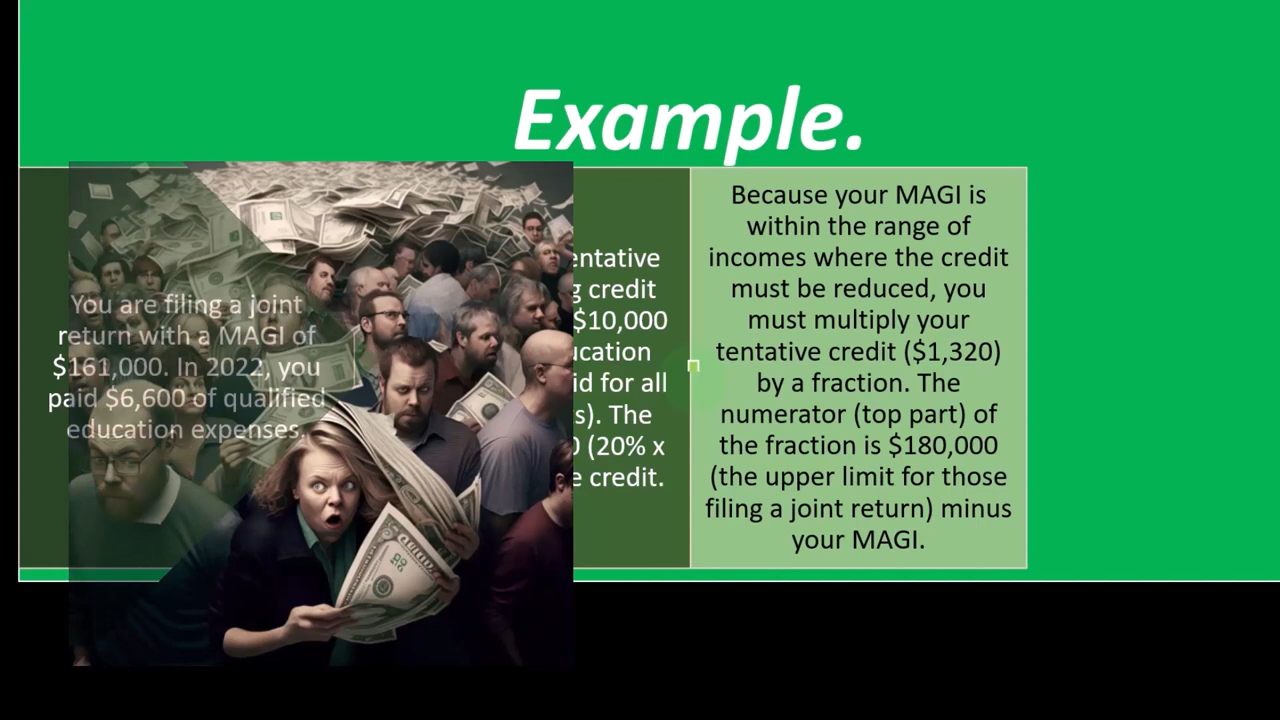 Example.
You are filing a joint
return with a MAGI of
$161,000. In 2022, you
paid $6,600 of qualified
education expenses.
credit
$10,000
for all
The
(20% x
credit.
Because your MAGI is
within the range of
incomes where the credit
must be reduced, you
must multiply your
tentative credit ($1,320)
by a fraction. The
numerator (top part) of
the fraction is $180,000
(the upper limit for those
filing a joint return) minus
your MAGI.